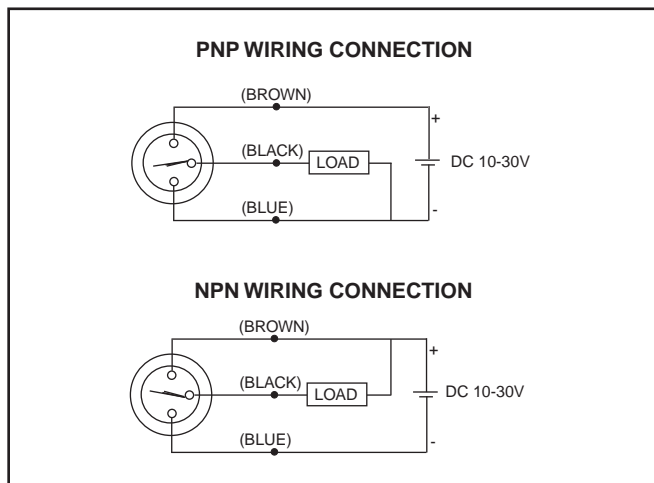 PNP WIRING CONNECTION
(BROWN)
+
(BLACK)
LOAD
DC 10-30V
(BLUE)
-
NPN WIRING CONNECTION
(BROWN)
+
(BLACK)
LOAD
DC 10-30V
(BLUE)
-